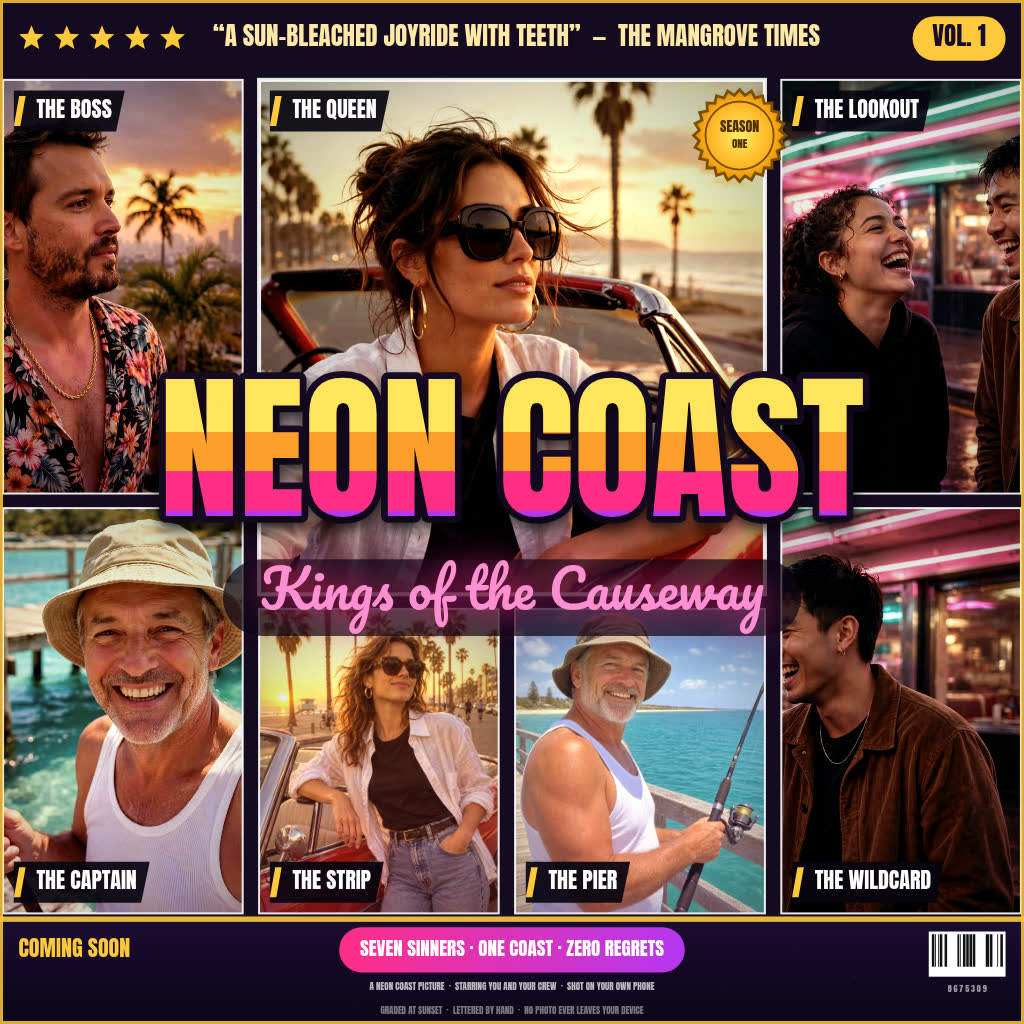 “A SUN-BLEACHED JOYRIDE WITH TEETH” – THE MANGROVE TIMES
VOL. 1
THE BOSS
THE QUEEN
SEASON
ONE
THE LOOKOUT
NEON COAST
Kings of the Causeway
THE CAPTAIN
THE STRIP
THE PIER
THE WILDCARD
COMING SOON
SEVEN SINNERS · ONE COAST · ZERO REGRETS
A NEON COAST PICTURE · STARRING YOU AND YOUR CREW · SHOT ON YOUR OWN PHONE
GRADED AT SUNSET · LETTERED BY HAND · NO PHOTO EVER LEAVES YOUR DEVICE
8675309